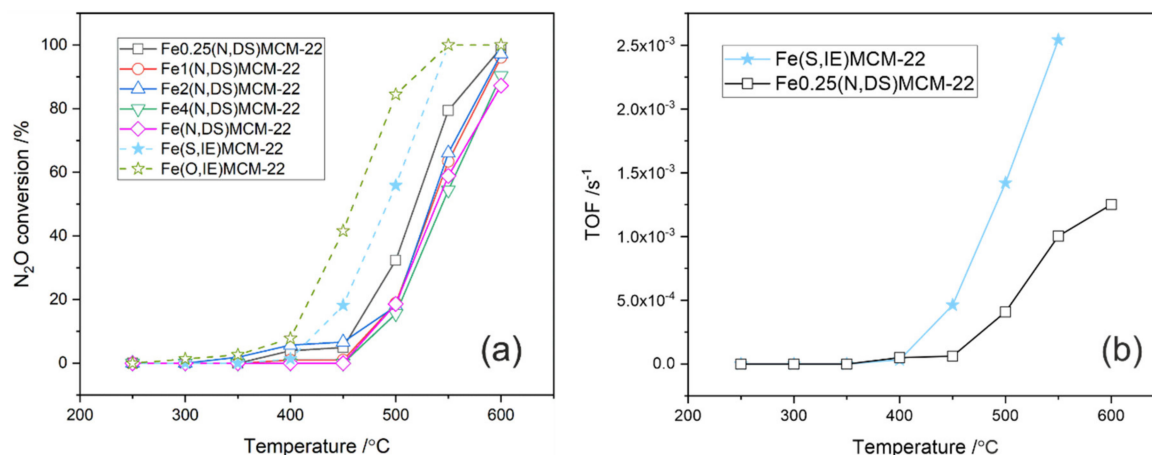 100
80
60
40
20
0
N₂O conversion /%
Fe0.25(N,DS)MCM-22
Fe1(N,DS)MCM-22
Fe2(N,DS)MCM-22
Fe4(N,DS)MCM-22
Fe(N,DS)MCM-22
Fe(S,IE)MCM-22
Fe(O,IE)MCM-22
(a)
200 300 400 500 600
Temperature /°C
2.5x10⁻³
2.0x10⁻³
1.5x10⁻³
1.0x10⁻³
5.0x10⁻⁴
0.0
TOF /s⁻¹
Fe(S,IE)MCM-22
Fe0.25(N,DS)MCM-22
(b)
200 300 400 500 600
Temperature /°C